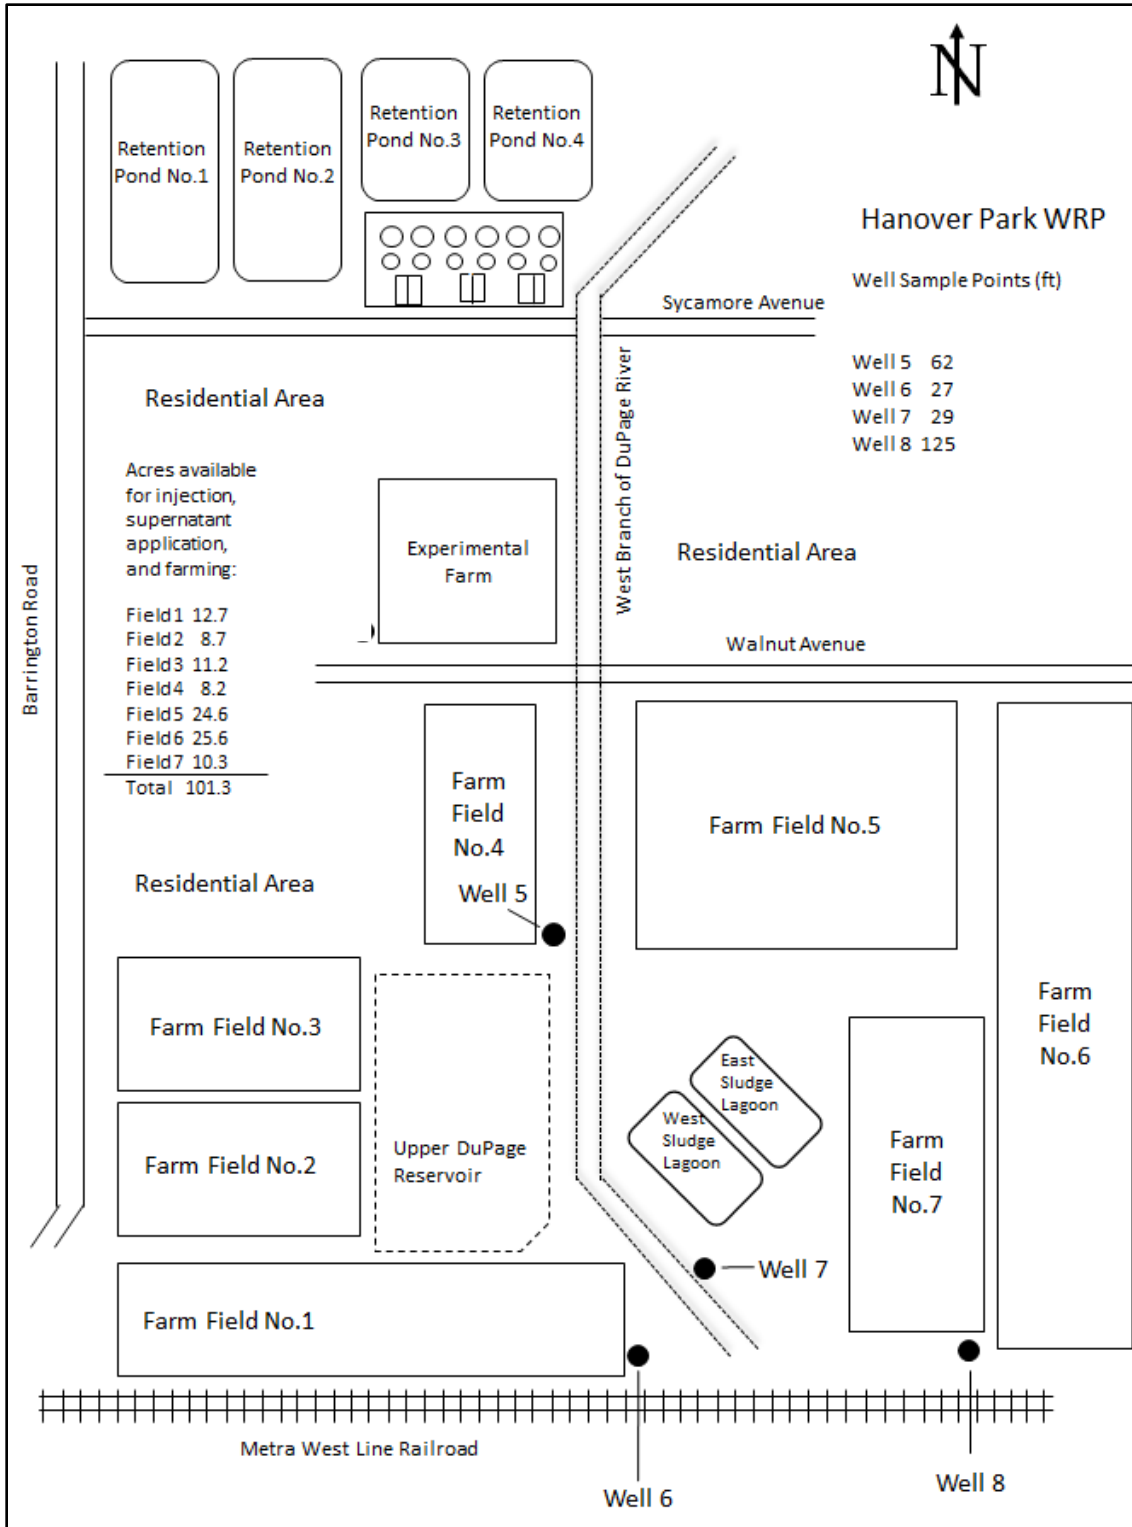 N
Retention
Pond No.1
Retention
Pond No.2
Retention
Pond No.3
Retention
Pond No.4
Hanover Park WRP
Well Sample Points (ft)
Well 5 62
Well 6 27
Well 7 29
Well 8 125
Sycamore Avenue
West Branch of DuPage River
Residential Area
Acres available
for injection,
supernatant
application,
and farming:
Field1 12.7
Field2 8.7
Field3 11.2
Field4 8.2
Field5 24.6
Field6 25.6
Field7 10.3
Total 101.3
Experimental
Farm
Residential Area
Barrington Road
Walnut Avenue
Farm
Field
No.4
Well 5
Farm Field No.5
Residential Area
Farm
Field
No.6
Farm Field No.3
Farm Field No.2
Upper DuPage
Reservoir
East
Sludge
Lagoon
West
Sludge
Lagoon
Farm
Field
No.7
Well 7
Farm Field No.1
Metra West Line Railroad
Well 6
Well 8